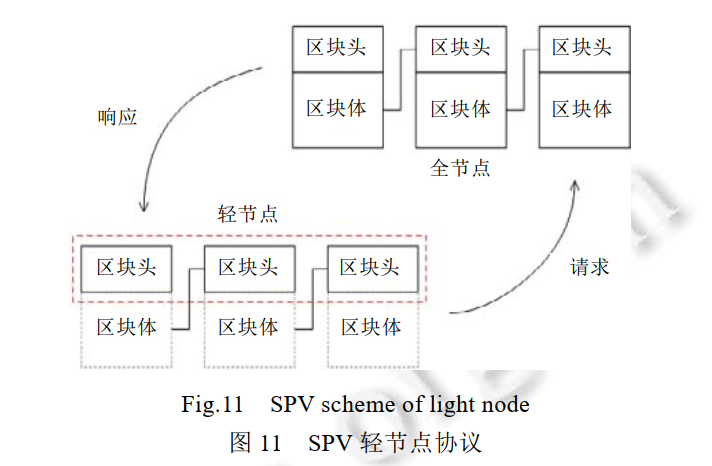 区块头 区块头 区块头
区块体 区块体 区块体
响应
全节点
轻节点
区块头 区块头 区块头
请求
区块体 区块体 区块体
Fig.11 SPV scheme of light node
图 11 SPV 轻节点协议